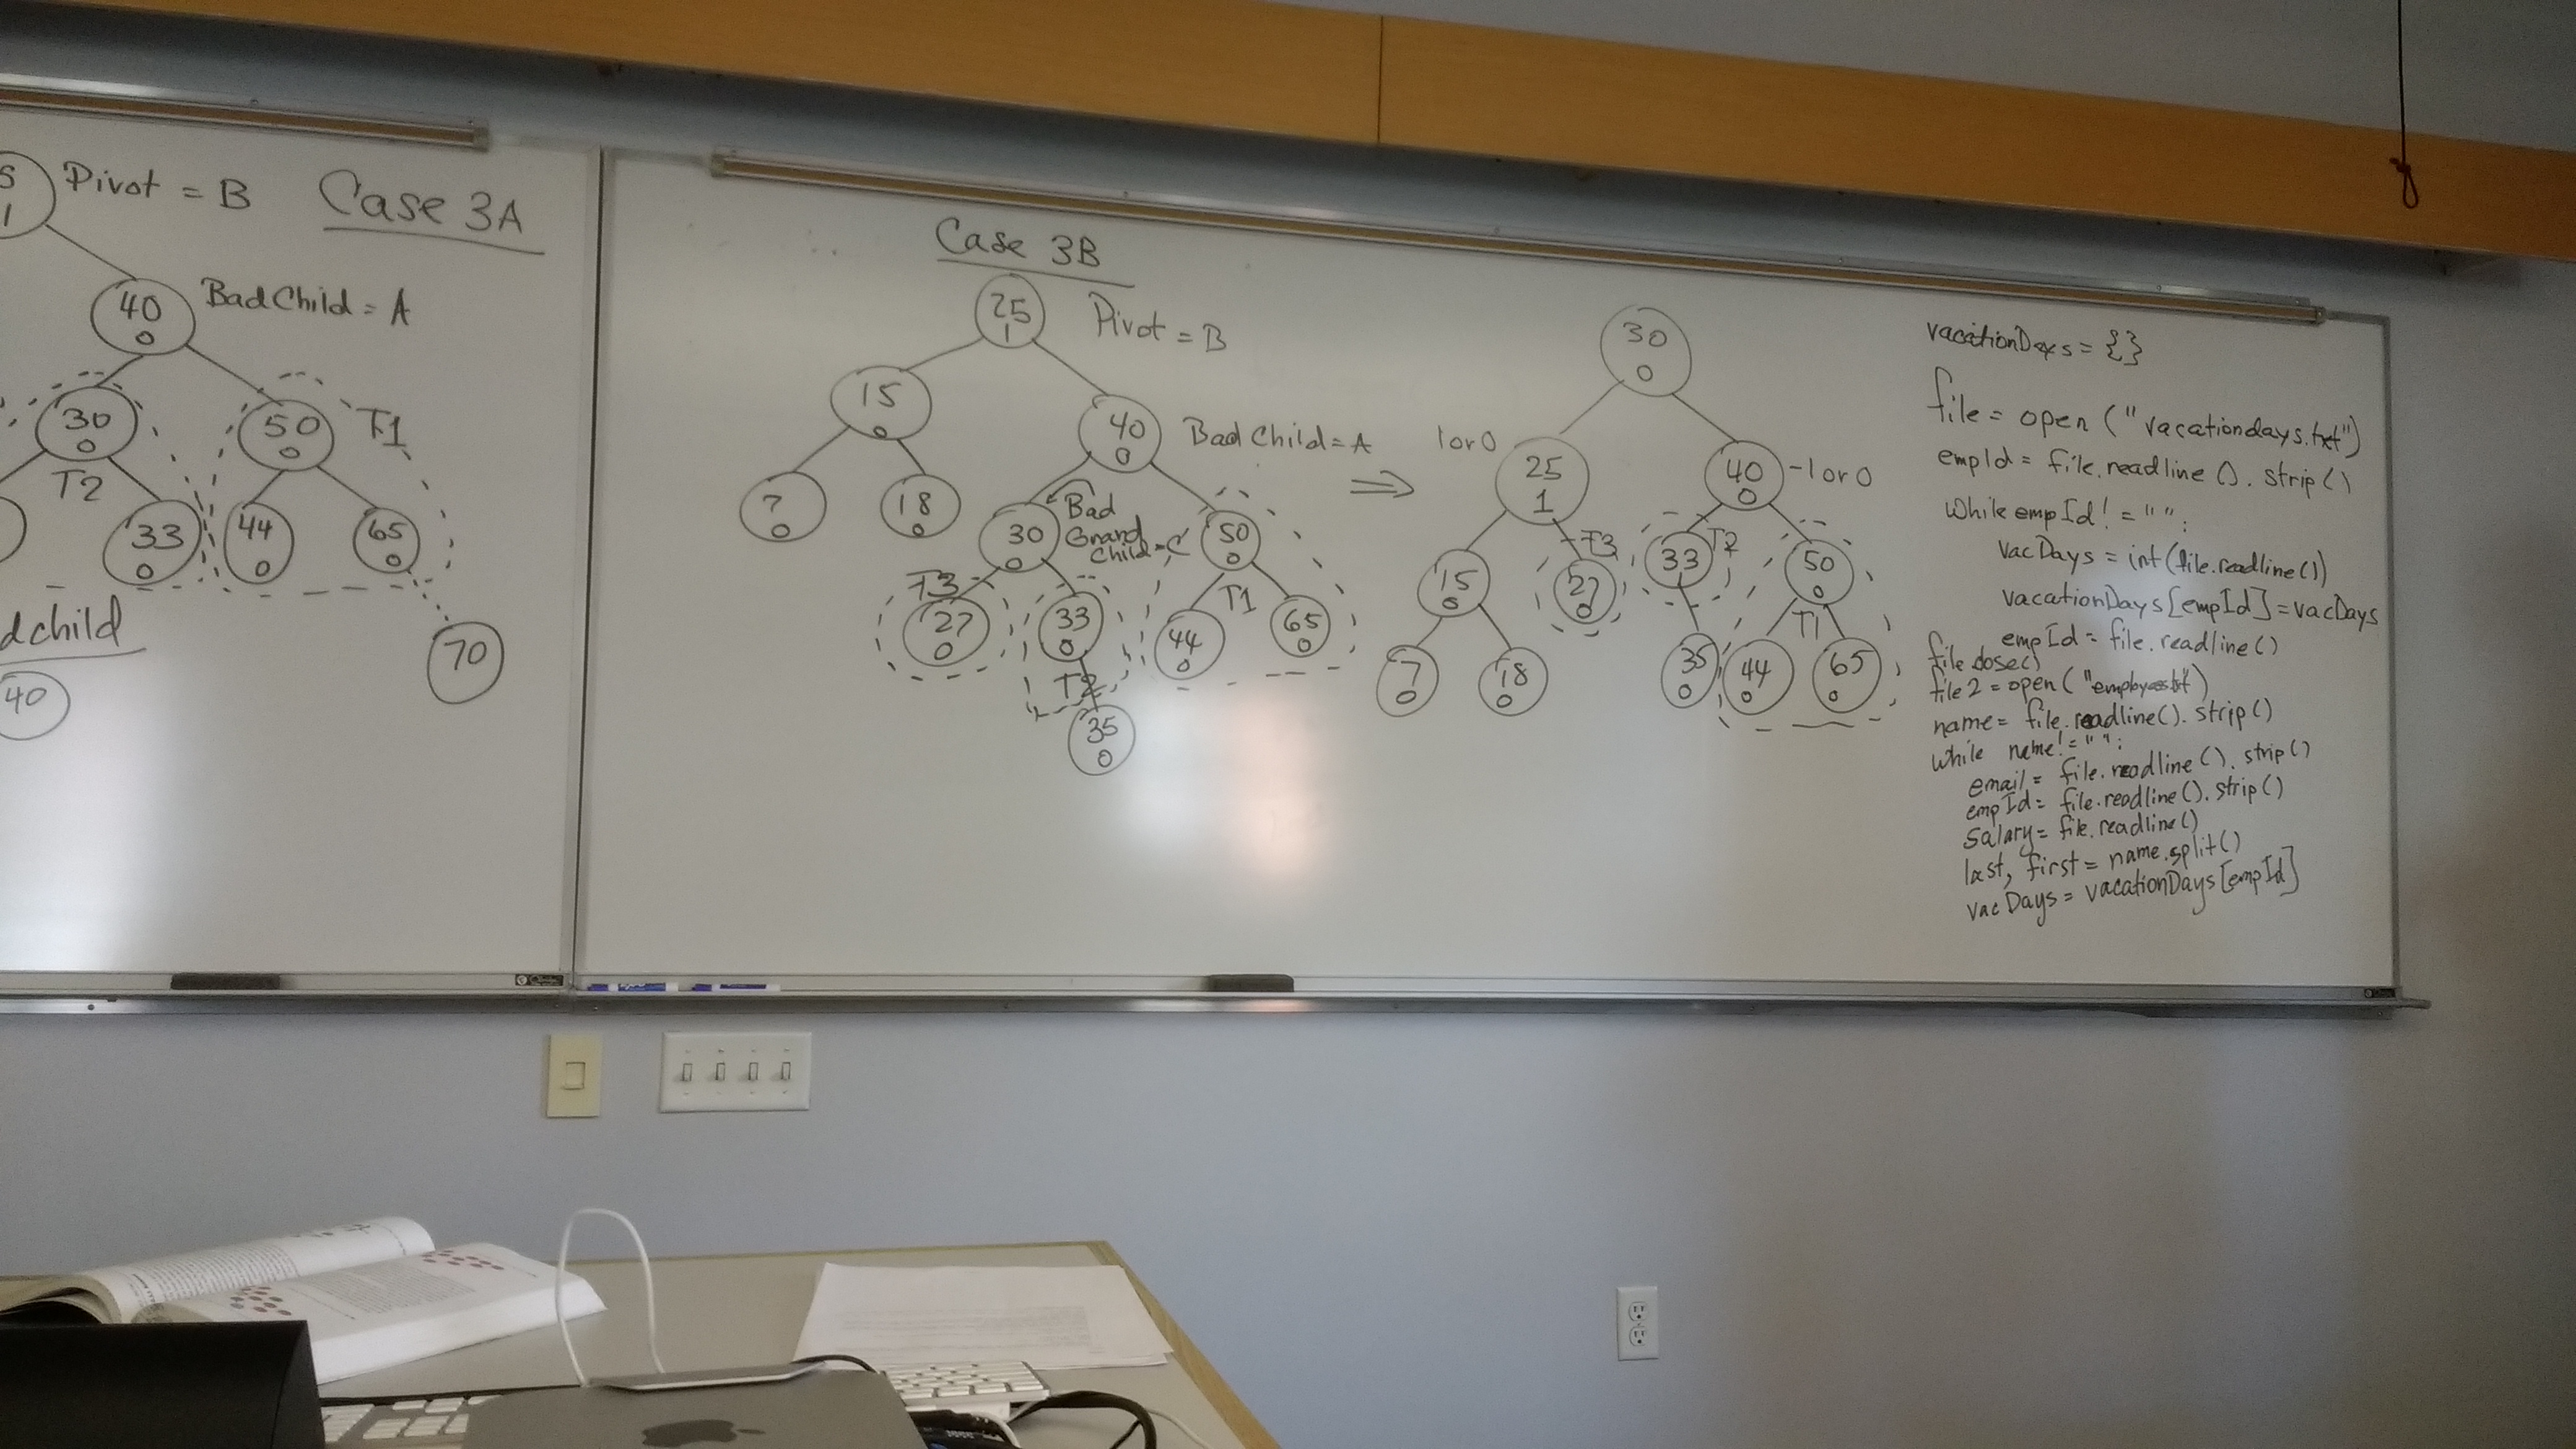 Pivot = B
Case 3A
1
40
0
BadChild = A
30
0
50
0
T1
T2
33
0
44
0
65
0
70
dchild
40
Case 3B
25
1
Pivot = B
15
0
40
0
BadChild = A
7
0
18
0
30
0
Bad
Grand
Child = C
50
0
T3
27
0
33
0
T2
35
0
T1
44
0
65
0
⇒
30
0
1 or 0
25
1
40
0
-1 or 0
15
0
T3
27
0
33
0
T2
50
0
T1
7
0
18
0
35
0
44
0
65
0
vacationDays = {}
file = open ("vacationdays.txt")
empId = file.readline().strip()
While empId != "":
vacDays = int(file.readline())
vacationDays[empId] = vacDays
empId = file.readline()
file.close()
file2 = open("employees.txt")
name = file.readline().strip()
while name != "":
email = file.readline().strip()
empId = file.readline().strip()
Salary = file.readline()
last, first = name.split()
vacDays = vacationDays[empId]